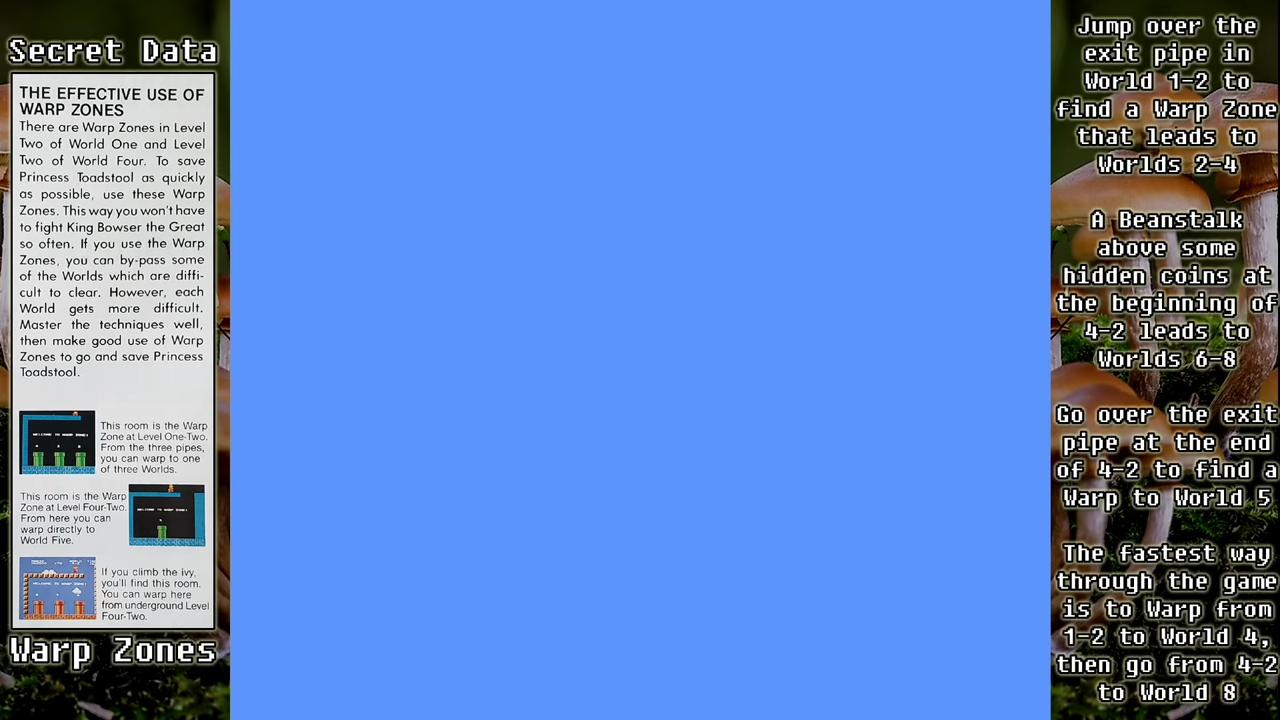 Secret Data
THE EFFECTIVE USE OF
WARP ZONES
There are Warp Zones in Level
Two of World One and Level
Two of World Four. To save
Princess Toadstool as quickly
as possible, use these Warp
Zones. This way you won't have
to fight King Bowser the Great
so often. If you use the Warp
Zones, you can by-pass some
of the Worlds which are diffi-
cult to clear. However, each
World gets more difficult.
Master the techniques well,
then make good use of Warp
Zones to go and save Princess
Toadstool.
WELCOME TO WARP ZONE!
This room is the Warp
Zone at Level One-Two.
From the three pipes,
you can warp to one
of three Worlds.
This room is the Warp
Zone at Level Four-Two.
From here you can
warp directly to
World Five.
WELCOME TO WARP ZONE!
WELCOME TO WARP ZONE!
If you climb the ivy,
you'll find this room.
You can warp here
from underground Level
Four-Two.
Warp Zones
Jump over the
exit pipe in
World 1-2 to
find a Warp Zone
that leads to
Worlds 2-4
A Beanstalk
above some
hidden coins at
the beginning of
4-2 leads to
Worlds 6-8
Go over the exit
pipe at the end
of 4-2 to find a
Warp to World 5
The fastest way
through the game
is to Warp from
1-2 to World 4,
then go from 4-2
to World 8